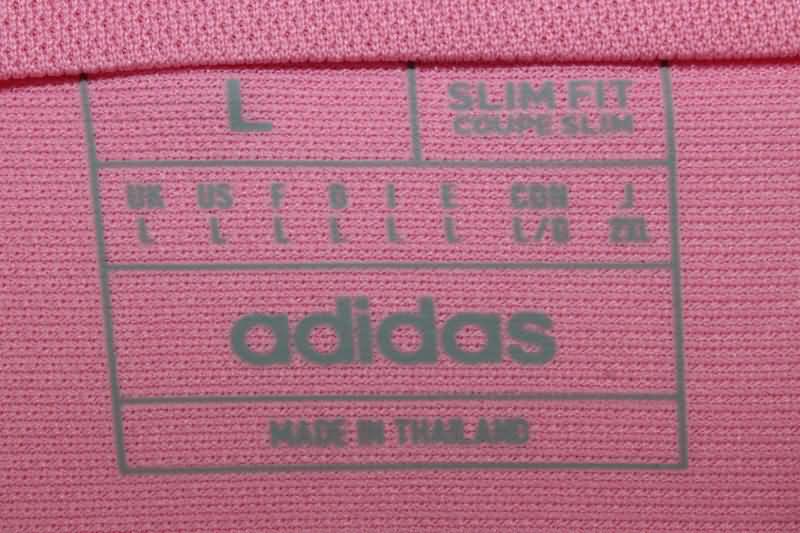 L
SLIM FIT
COUPE SLIM
UK US F G I E CDN J
L L L L L L L/G 2XL
adidas
MADE IN THAILAND